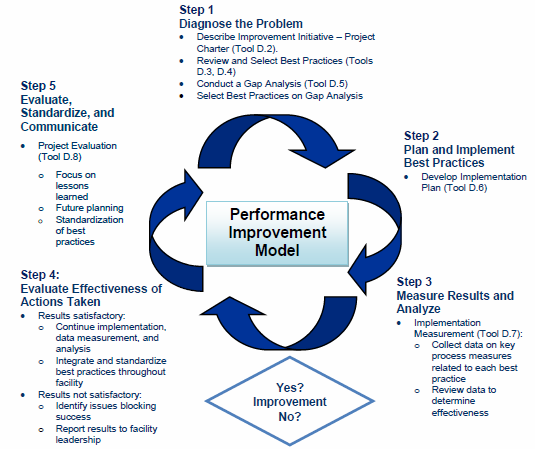 Step 1
Diagnose the Problem
• Describe Improvement Initiative – Project
Charter (Tool D.2).
• Review and Select Best Practices (Tools
D.3, D.4)
• Conduct a Gap Analysis (Tool D.5)
• Select Best Practices on Gap Analysis
Step 2
Plan and Implement
Best Practices
• Develop Implementation
Plan (Tool D.6)
Step 3
Measure Results and
Analyze
• Implementation
Measurement (Tool D.7):
o Collect data on key
process measures
related to each best
practice
o Review data to
determine
effectiveness
Step 4:
Evaluate Effectiveness of
Actions Taken
• Results satisfactory:
o Continue implementation,
data measurement, and
analysis
o Integrate and standardize
best practices throughout
facility
• Results not satisfactory:
o Identify issues blocking
success
o Report results to facility
leadership
Step 5
Evaluate,
Standardize, and
Communicate
• Project Evaluation
(Tool D.8)
o Focus on
lessons
learned
o Future planning
o Standardization
of best
practices
Performance
Improvement
Model
Yes?
Improvement
No?